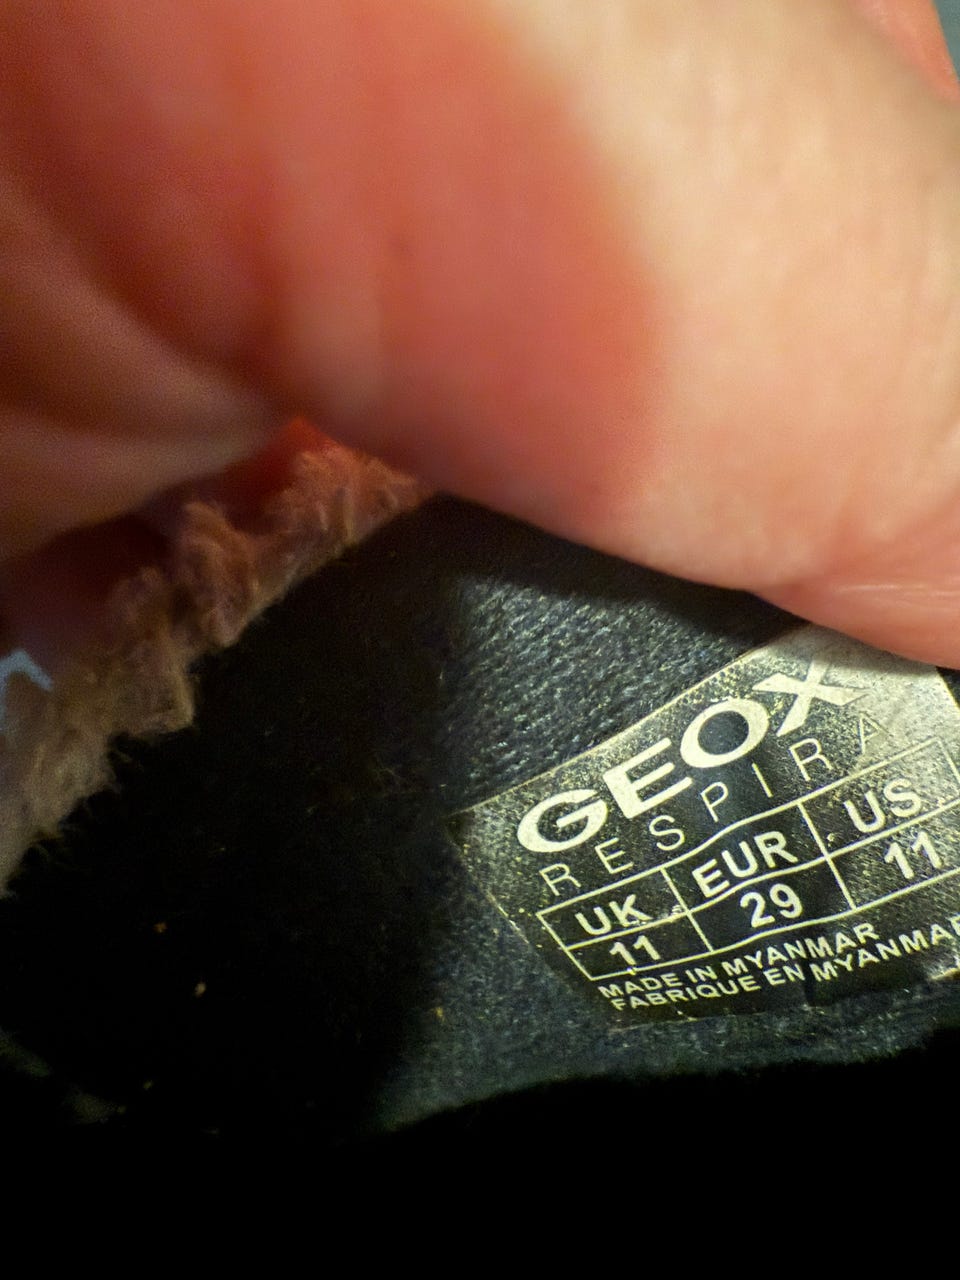 GEOX
RESPIRA
UK EUR US
11 29 11
MADE IN MYANMAR
FABRIQUE EN MYANMAR